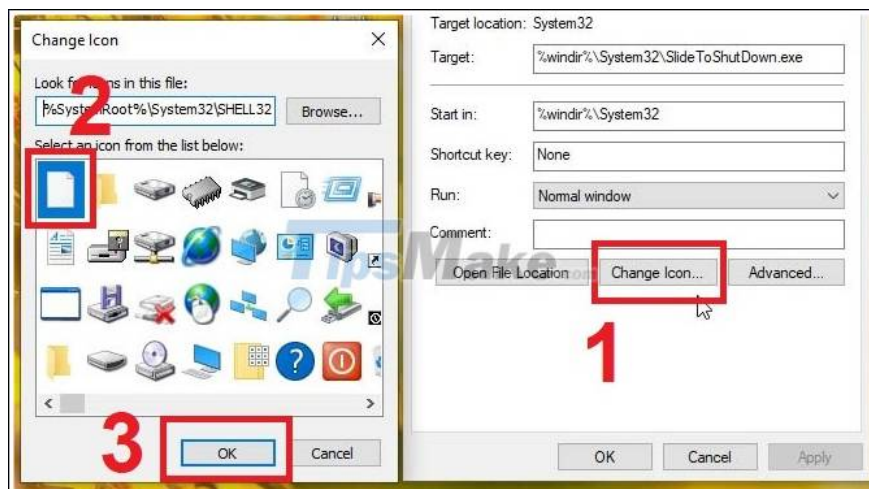 Change Icon
Look for icons in this file:
%SystemRoot%\System32\SHELL32
Browse...
2
Select an icon from the list below:
3
OK
Cancel
Target location: System32
Target: %windir%\System32\SlideToShutDown.exe
Start in: %windir%\System32
Shortcut key: None
Run: Normal window
Comment:
TipsMake.com
Open File Location
Change Icon...
Advanced...
1
OK
Cancel
Apply